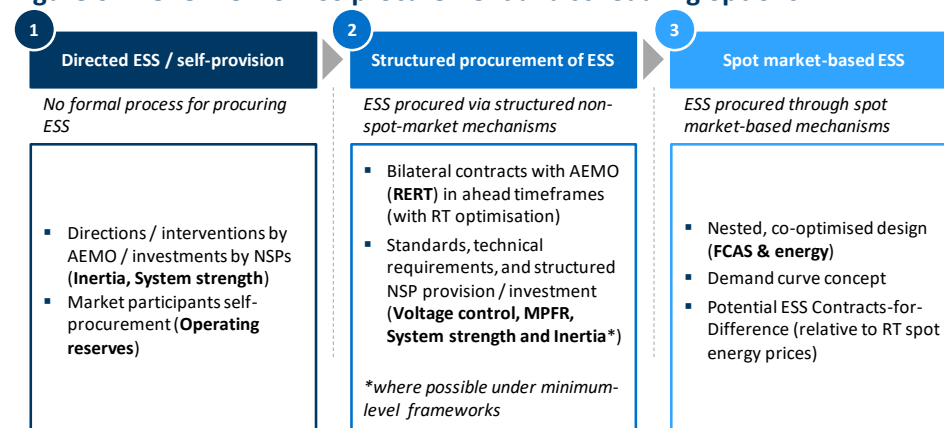 1
Directed ESS / self-provision
No formal process for procuring
ESS
▪ Directions / interventions by
AEMO / investments by NSPs
(Inertia, System strength)
▪ Market participants self-
procurement (Operating
reserves)
2
Structured procurement of ESS
ESS procured via structured non-
spot-market mechanisms
▪ Bilateral contracts with AEMO
(RERT) in ahead timeframes
(with RT optimisation)
▪ Standards, technical
requirements, and structured
NSP provision / investment
(Voltage control, MPFR,
System strength and Inertia*)
*where possible under minimum-
level frameworks
3
Spot market-based ESS
ESS procured through spot
market-based mechanisms
▪ Nested, co-optimised design
(FCAS & energy)
▪ Demand curve concept
▪ Potential ESS Contracts-for-
Difference (relative to RT spot
energy prices)